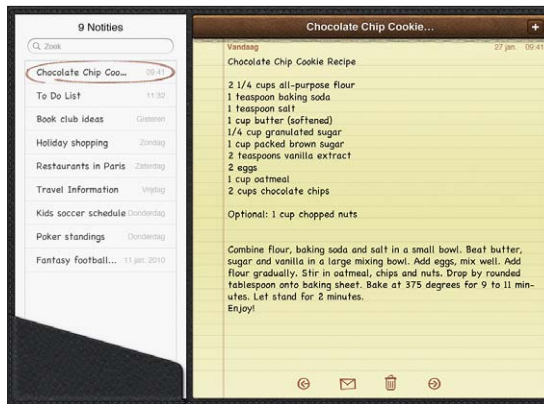 9 Notities
Zoek
Chocolate Chip Coo... 09:41
To Do List 11:32
Book club ideas Gisteren
Holiday shopping Zondag
Restaurants in Paris Zaterdag
Travel Information Vrijdag
Kids soccer schedule Donderdag
Poker standings Donderdag
Fantasy football... 11 jan. 2010
Chocolate Chip Cookie...
+
Vandaag 27 jan. 09:41
Chocolate Chip Cookie Recipe
2 1/4 cups all-purpose flour
1 teaspoon baking soda
1 teaspoon salt
1 cup butter (softened)
1/4 cup granulated sugar
1 cup packed brown sugar
2 teaspoons vanilla extract
2 eggs
1 cup oatmeal
2 cups chocolate chips
Optional: 1 cup chopped nuts
Combine flour, baking soda and salt in a small bowl. Beat butter,
sugar and vanilla in a large mixing bowl. Add eggs, mix well. Add
flour gradually. Stir in oatmeal, chips and nuts. Drop by rounded
tablespoon onto baking sheet. Bake at 375 degrees for 9 to 11 min-
utes. Let stand for 2 minutes.
Enjoy!